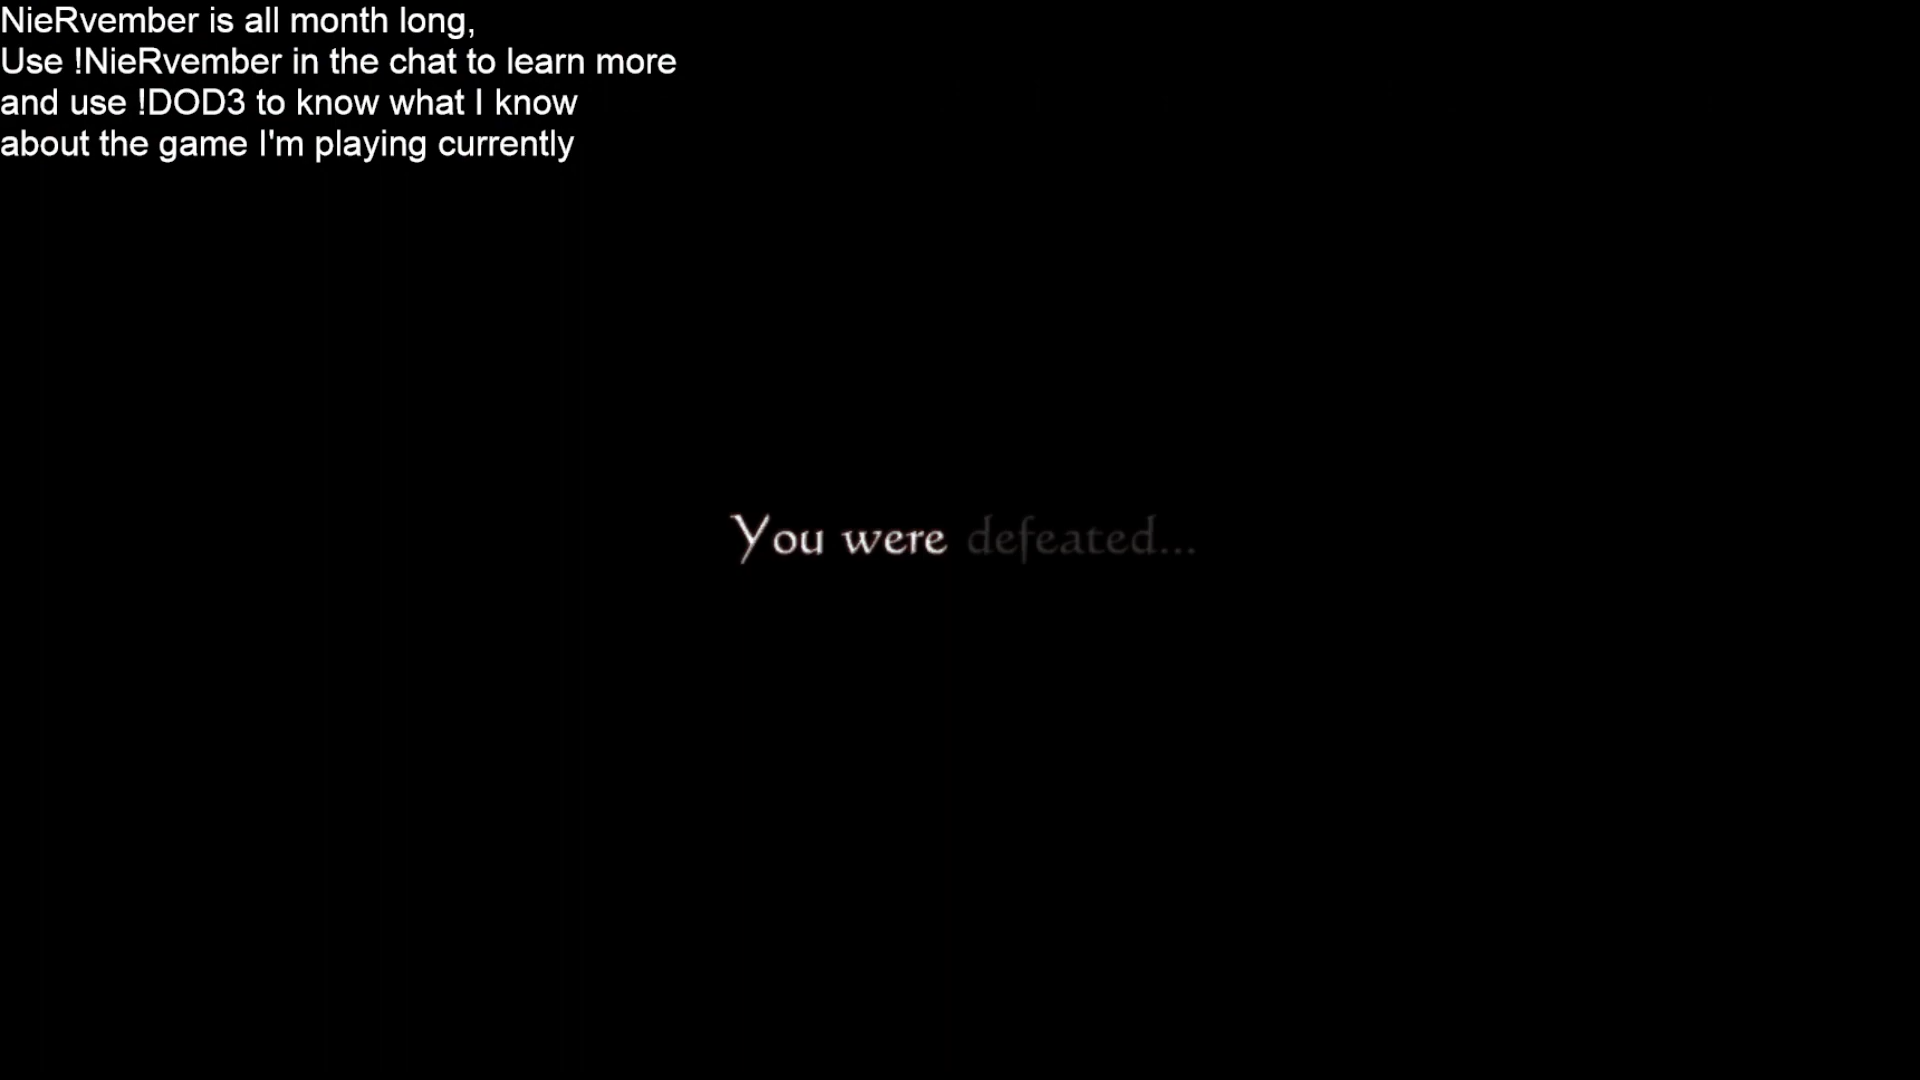 NieRvember is all month long,
Use !NieRvember in the chat to learn more
and use !DOD3 to know what I know
about the game I'm playing currently
You were defeated...